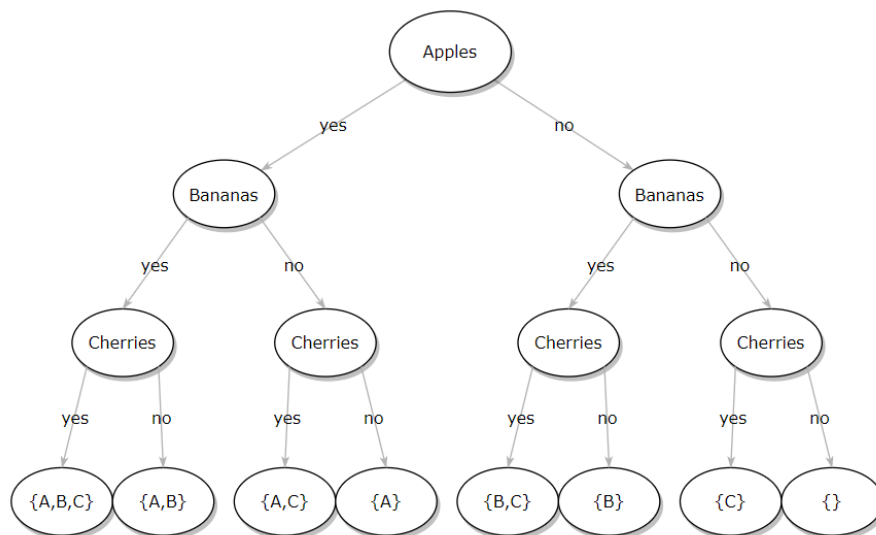 Apples
yes no
Bananas Bananas
yes no yes no
Cherries Cherries Cherries Cherries
yes no yes no yes no yes no
{A,B,C} {A,B} {A,C} {A} {B,C} {B} {C} {}